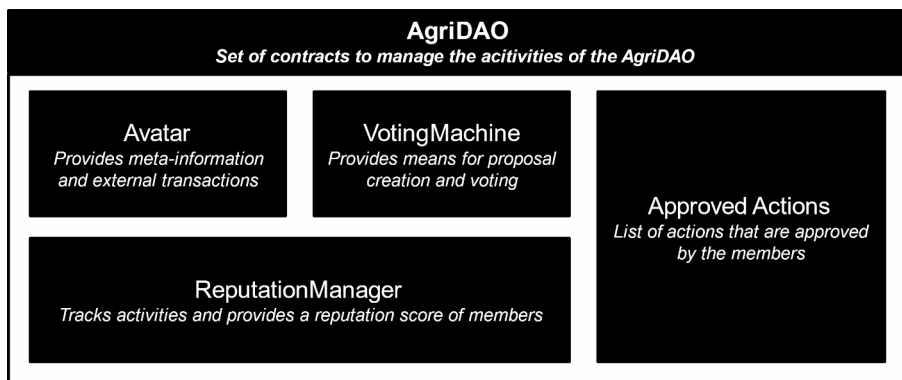 AgriDAO
Set of contracts to manage the acitivities of the AgriDAO
Avatar
Provides meta-information
and external transactions
VotingMachine
Provides means for proposal
creation and voting
Approved Actions
List of actions that are approved
by the members
ReputationManager
Tracks activities and provides a reputation score of members